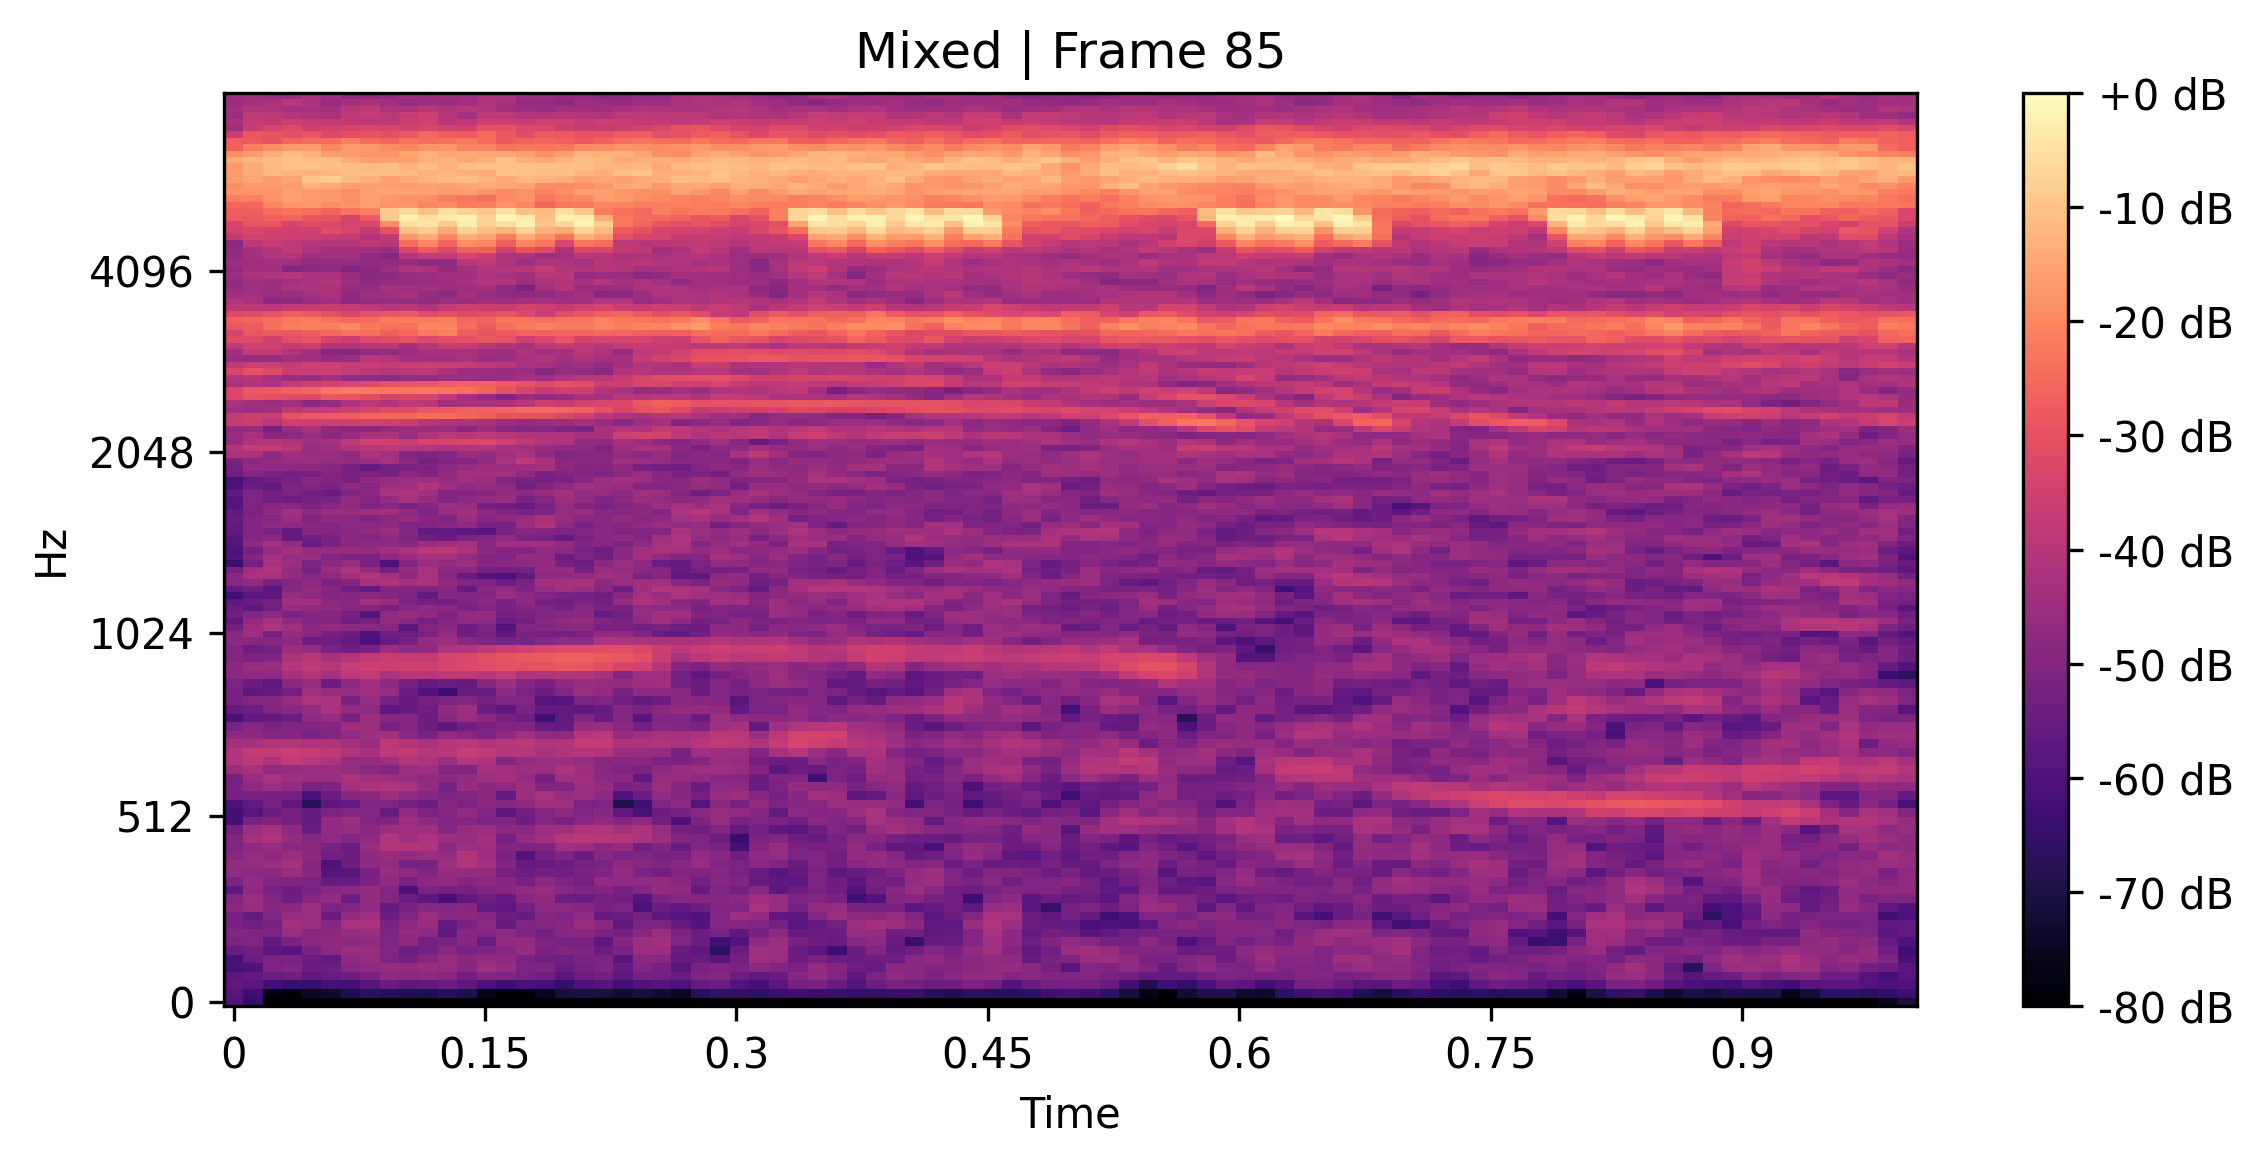 Mixed | Frame 85
Hz
4096
2048
1024
512
0
0 0.15 0.3 0.45 0.6 0.75 0.9
Time
+0 dB
-10 dB
-20 dB
-30 dB
-40 dB
-50 dB
-60 dB
-70 dB
-80 dB